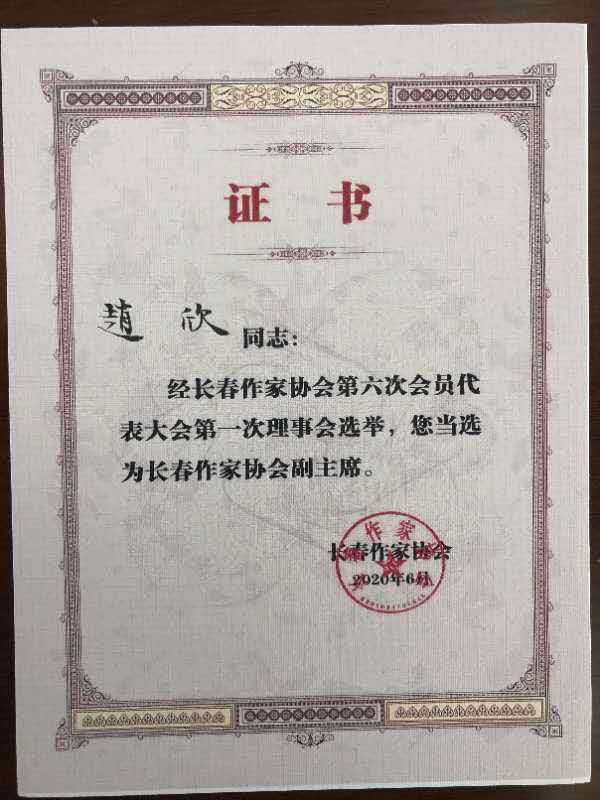 证 书
赵 欣 同志：
经长春作家协会第六次会员代
表大会第一次理事会选举，您当选
为长春作家协会副主席。
长春作家协会
2020年6月